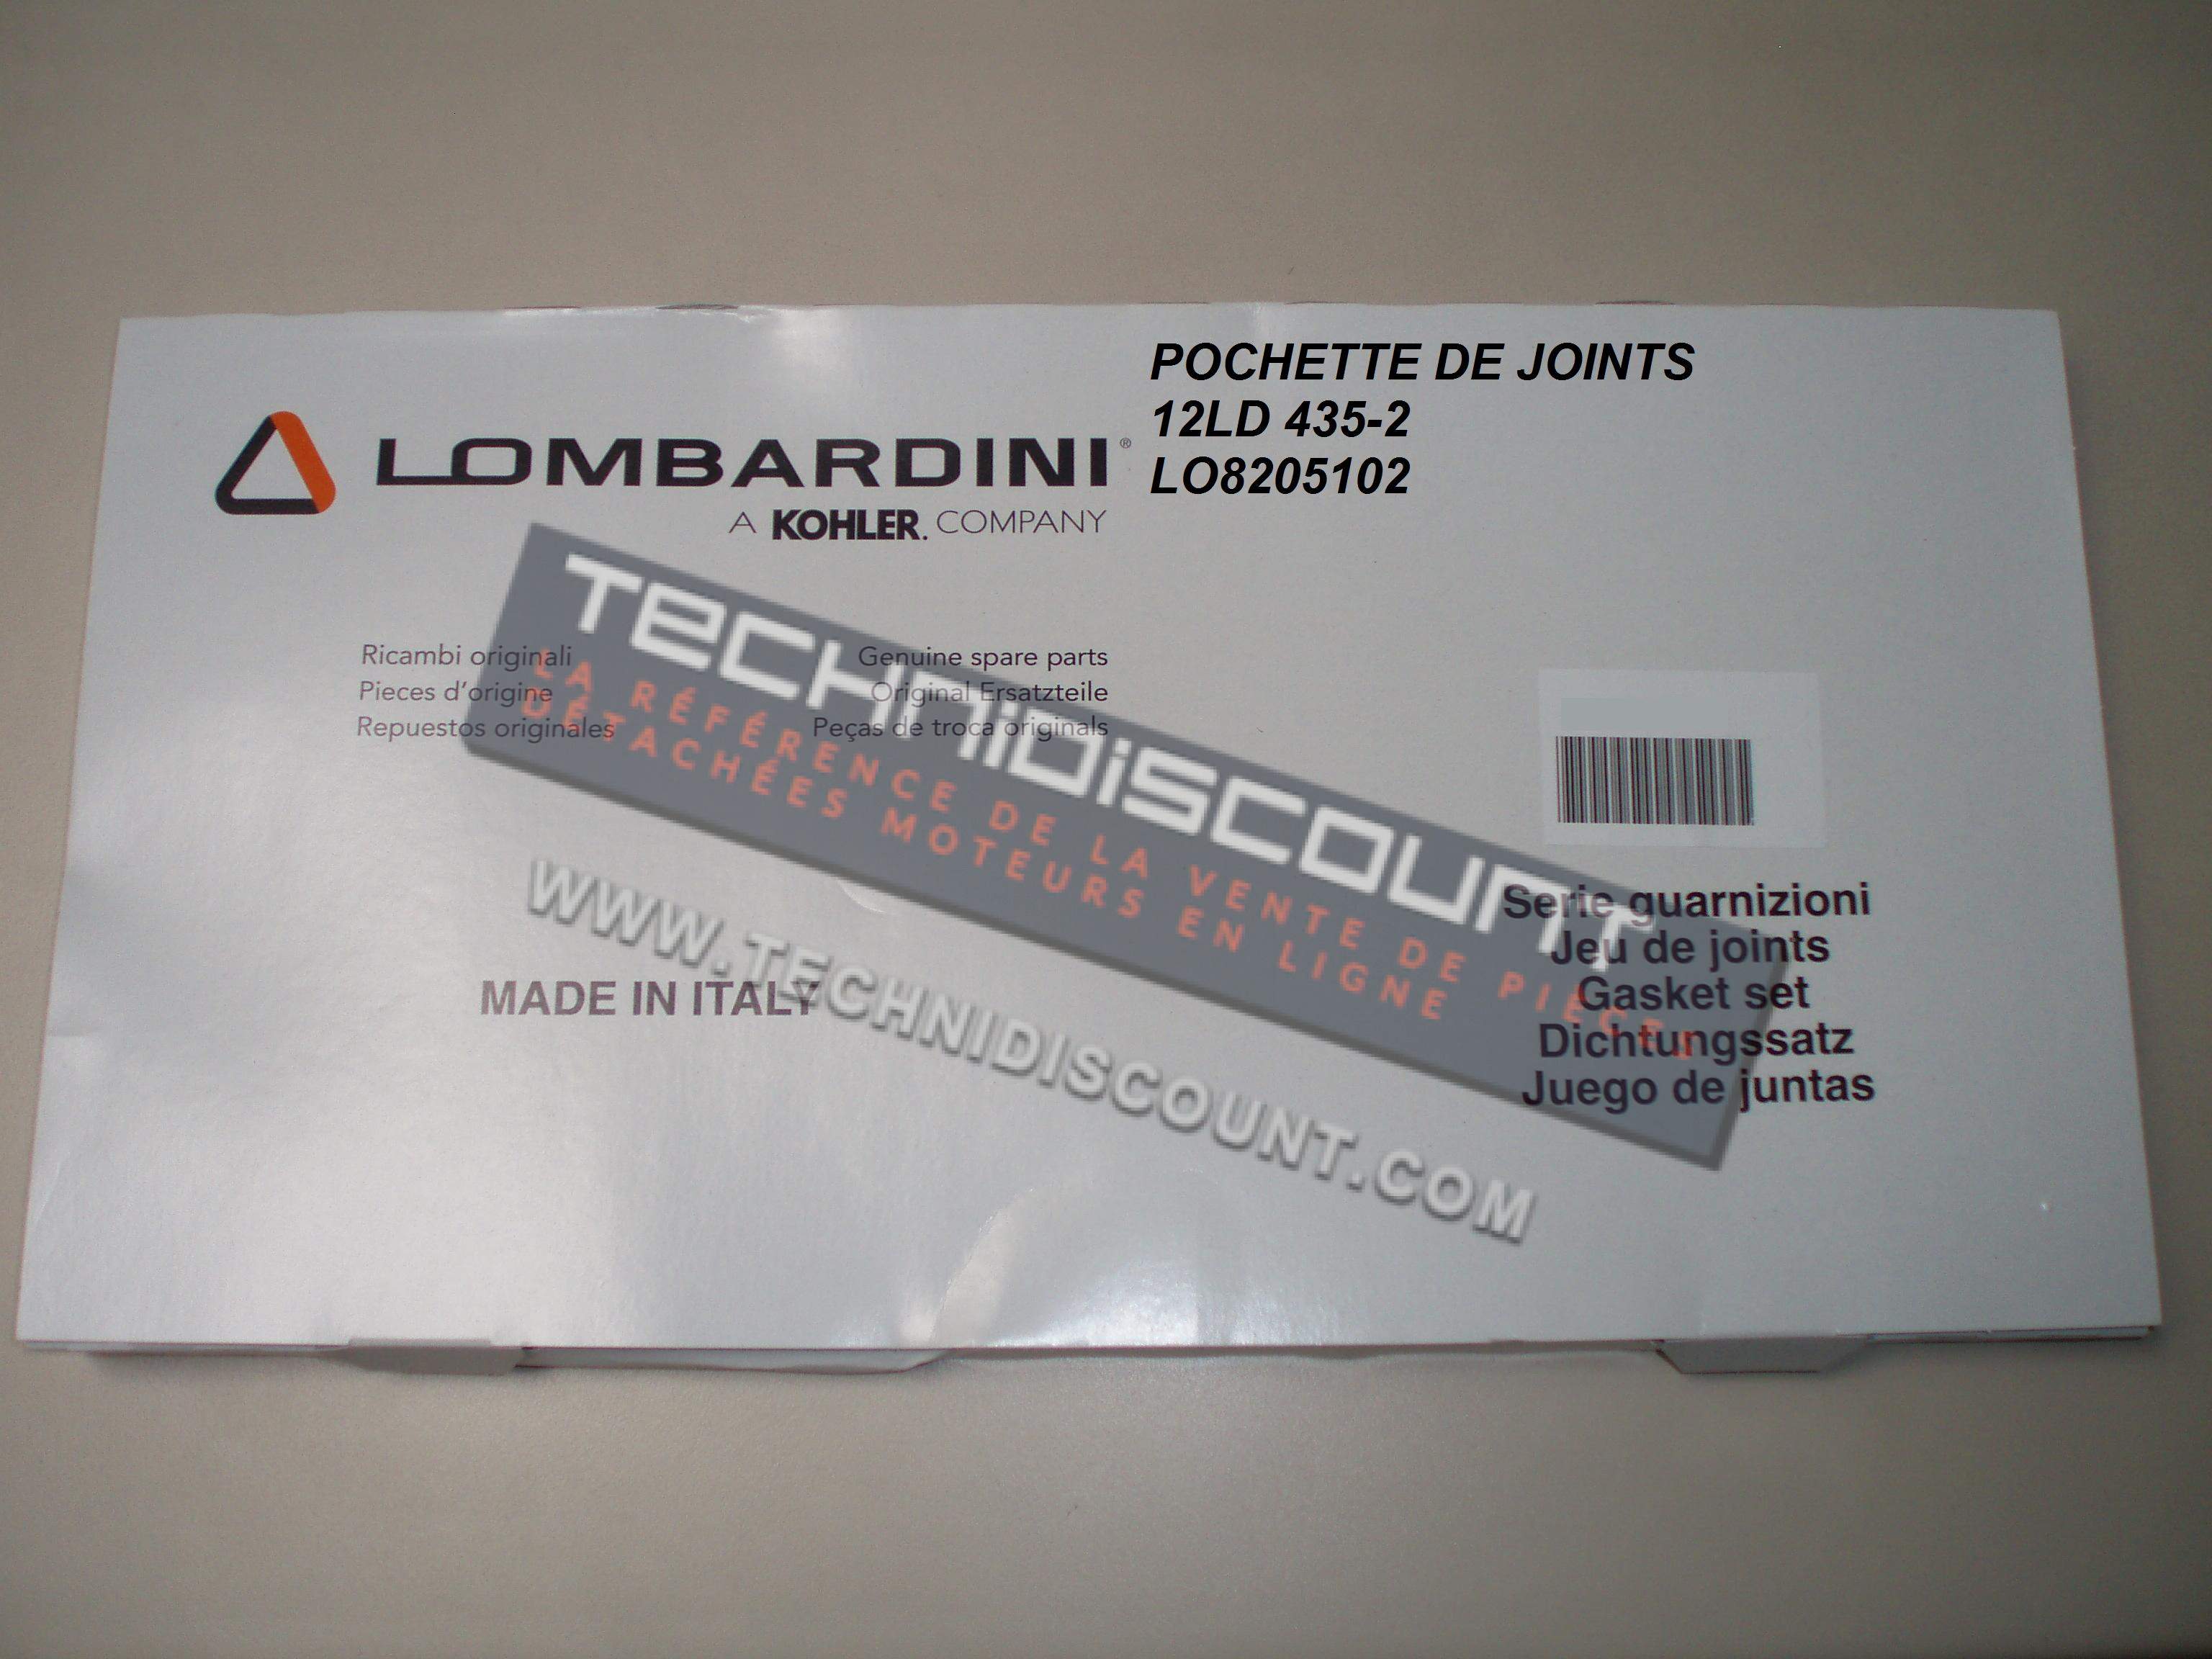 POCHETTE DE JOINTS
12LD 435-2
LO8205102
LOMBARDINI®
A KOHLER. COMPANY
Ricambi originali
Pieces d'origine
Repuestos originales
Genuine spare parts
Original Ersatzteile
Peças de troca originals
TECHNIDISCOUNT
LA RÉFÉRENCE DE LA VENTE DE PIÈCES
DÉTACHÉES MOTEURS EN LIGNE
WWW.TECHNIDISCOUNT.COM
MADE IN ITALY
Serie guarnizioni
Jeu de joints
Gasket set
Dichtungssatz
Juego de juntas